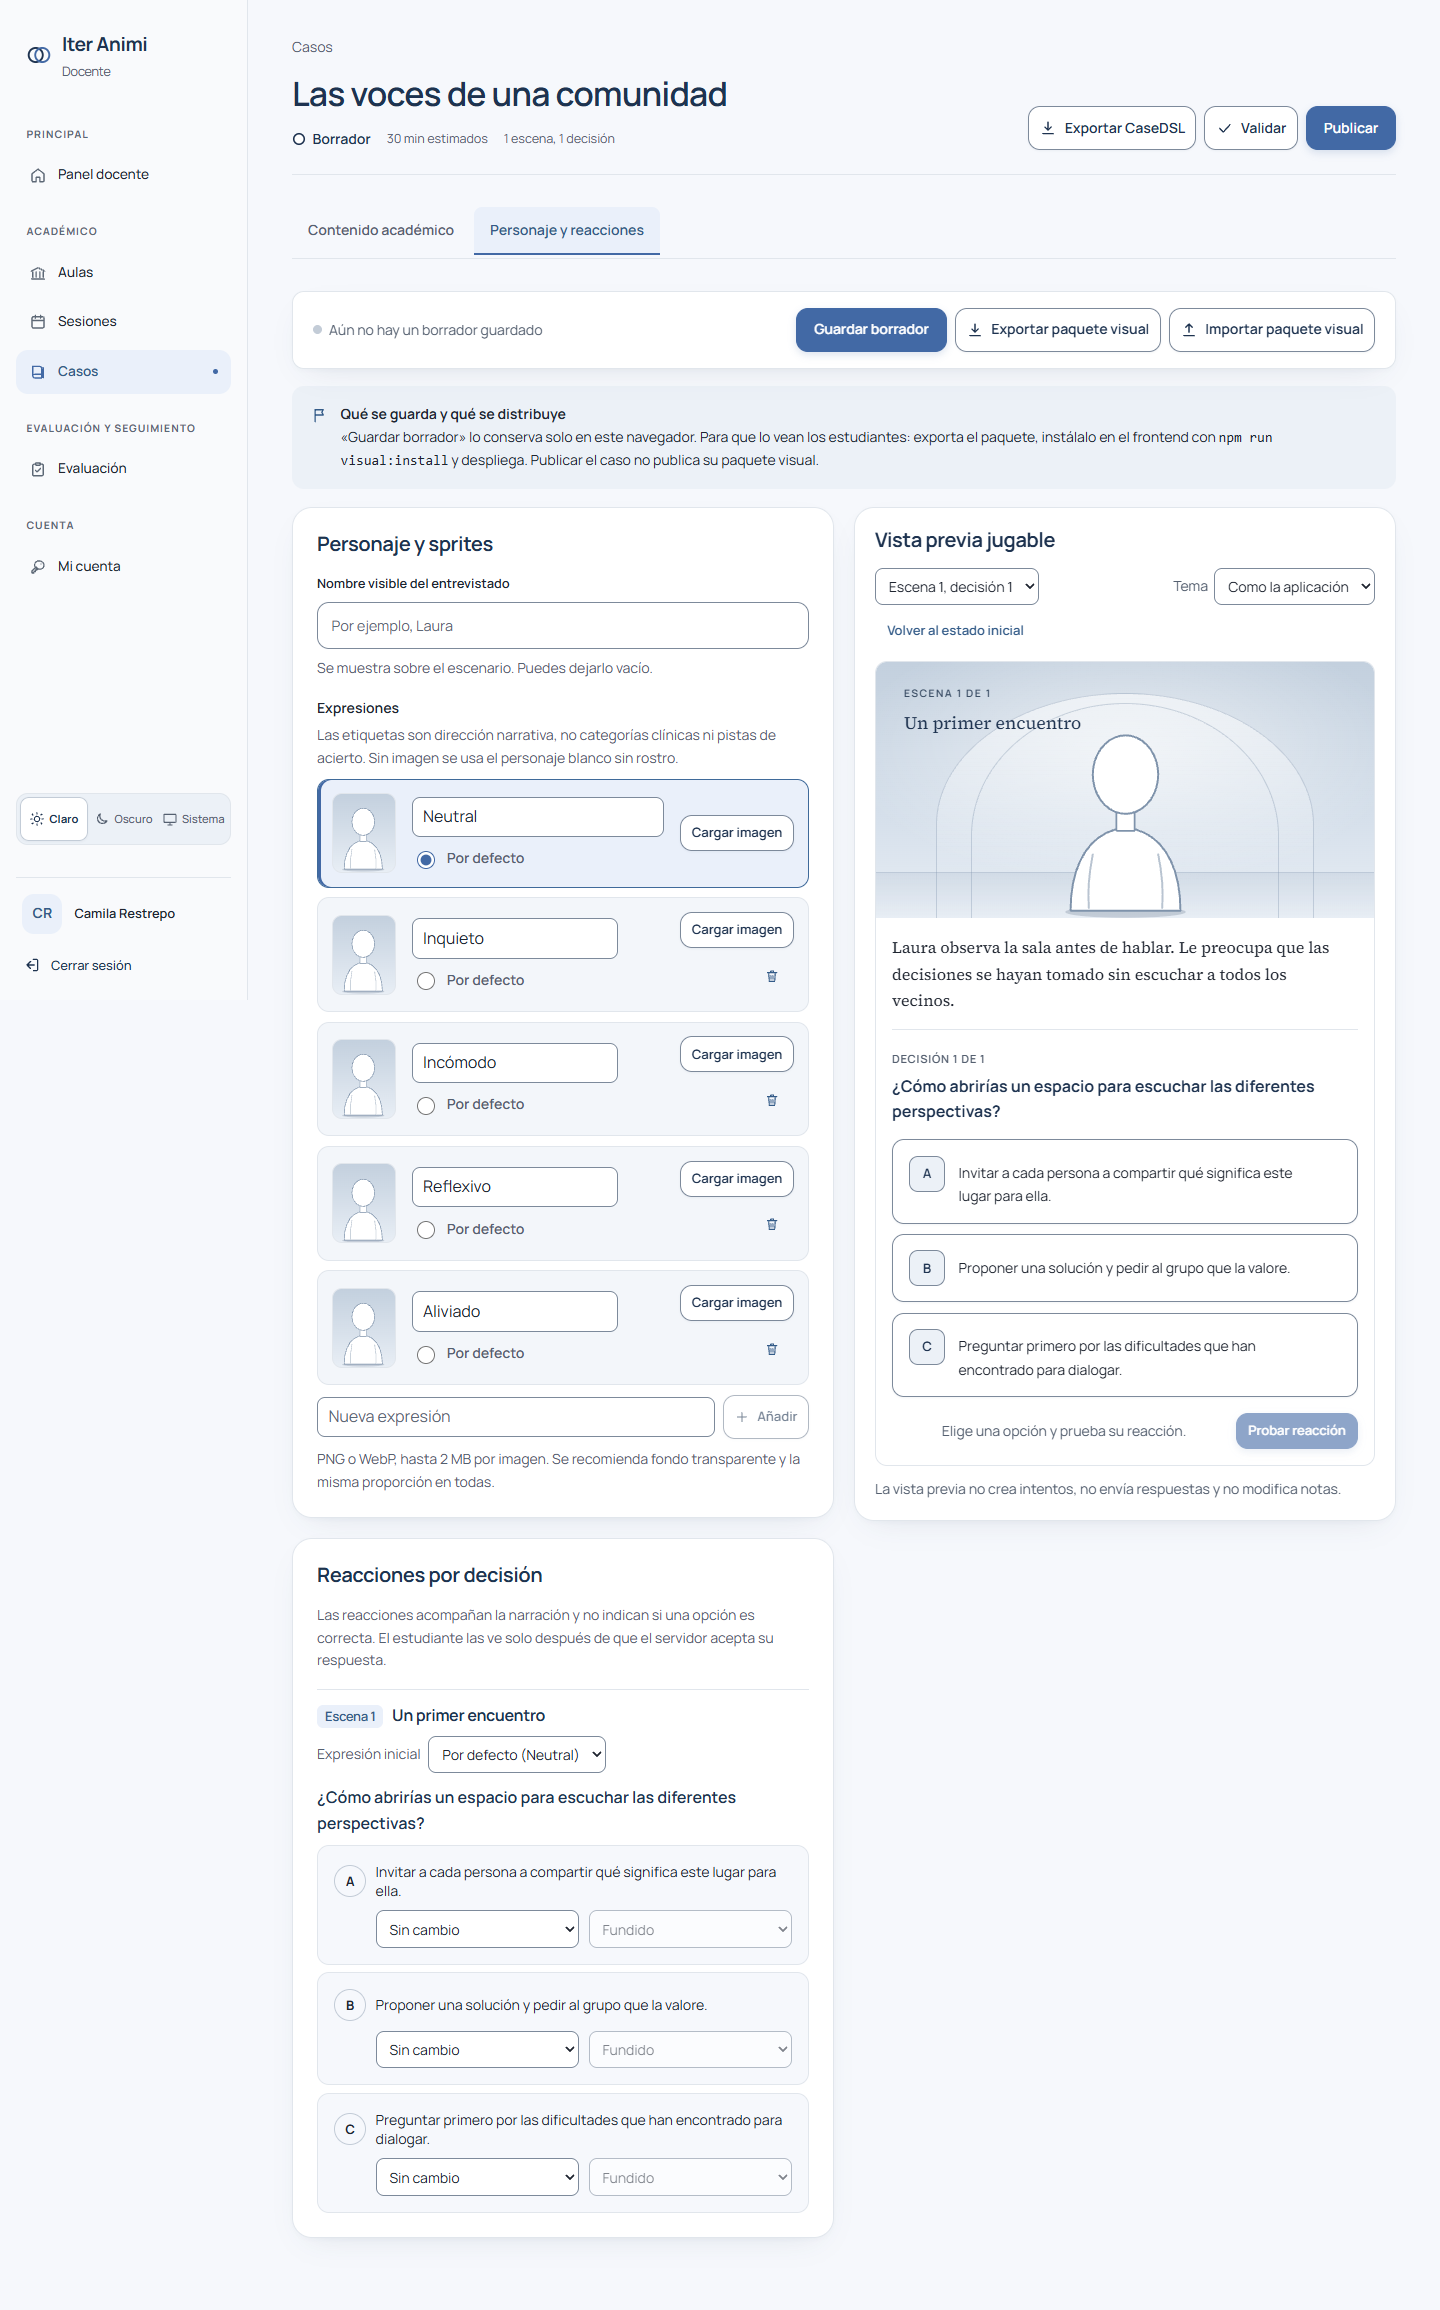 Iter Animi
Docente
PRINCIPAL
Panel docente
ACADÉMICO
Aulas
Sesiones
Casos
EVALUACIÓN Y SEGUIMIENTO
Evaluación
CUENTA
Mi cuenta
Claro
Oscuro
Sistema
CR
Camila Restrepo
Cerrar sesión
Casos
Las voces de una comunidad
Borrador
30 min estimados
1 escena, 1 decisión
Exportar CaseDSL
Validar
Publicar
Contenido académico
Personaje y reacciones
Aún no hay un borrador guardado
Guardar borrador
Exportar paquete visual
Importar paquete visual
Qué se guarda y qué se distribuye
«Guardar borrador» lo conserva solo en este navegador. Para que lo vean los estudiantes: exporta el paquete, instálalo en el frontend con npm run
visual:install y despliega. Publicar el caso no publica su paquete visual.
Personaje y sprites
Nombre visible del entrevistado
Por ejemplo, Laura
Se muestra sobre el escenario. Puedes dejarlo vacío.
Expresiones
Las etiquetas son dirección narrativa, no categorías clínicas ni pistas de
acierto. Sin imagen se usa el personaje blanco sin rostro.
Neutral
Por defecto
Cargar imagen
Inquieto
Por defecto
Cargar imagen
Incómodo
Por defecto
Cargar imagen
Reflexivo
Por defecto
Cargar imagen
Aliviado
Por defecto
Cargar imagen
Nueva expresión
Añadir
PNG o WebP, hasta 2 MB por imagen. Se recomienda fondo transparente y la
misma proporción en todas.
Vista previa jugable
Escena 1, decisión 1
Tema
Como la aplicación
Volver al estado inicial
ESCENA 1 DE 1
Un primer encuentro
Laura observa la sala antes de hablar. Le preocupa que las
decisiones se hayan tomado sin escuchar a todos los
vecinos.
DECISIÓN 1 DE 1
¿Cómo abrirías un espacio para escuchar las diferentes
perspectivas?
A
Invitar a cada persona a compartir qué significa este
lugar para ella.
B
Proponer una solución y pedir al grupo que la valore.
C
Preguntar primero por las dificultades que han
encontrado para dialogar.
Elige una opción y prueba su reacción.
Probar reacción
La vista previa no crea intentos, no envía respuestas y no modifica notas.
Reacciones por decisión
Las reacciones acompañan la narración y no indican si una opción es
correcta. El estudiante las ve solo después de que el servidor acepta su
respuesta.
Escena 1
Un primer encuentro
Expresión inicial
Por defecto (Neutral)
¿Cómo abrirías un espacio para escuchar las diferentes
perspectivas?
A
Invitar a cada persona a compartir qué significa este lugar para
ella.
Sin cambio
Fundido
B
Proponer una solución y pedir al grupo que la valore.
Sin cambio
Fundido
C
Preguntar primero por las dificultades que han encontrado para
dialogar.
Sin cambio
Fundido